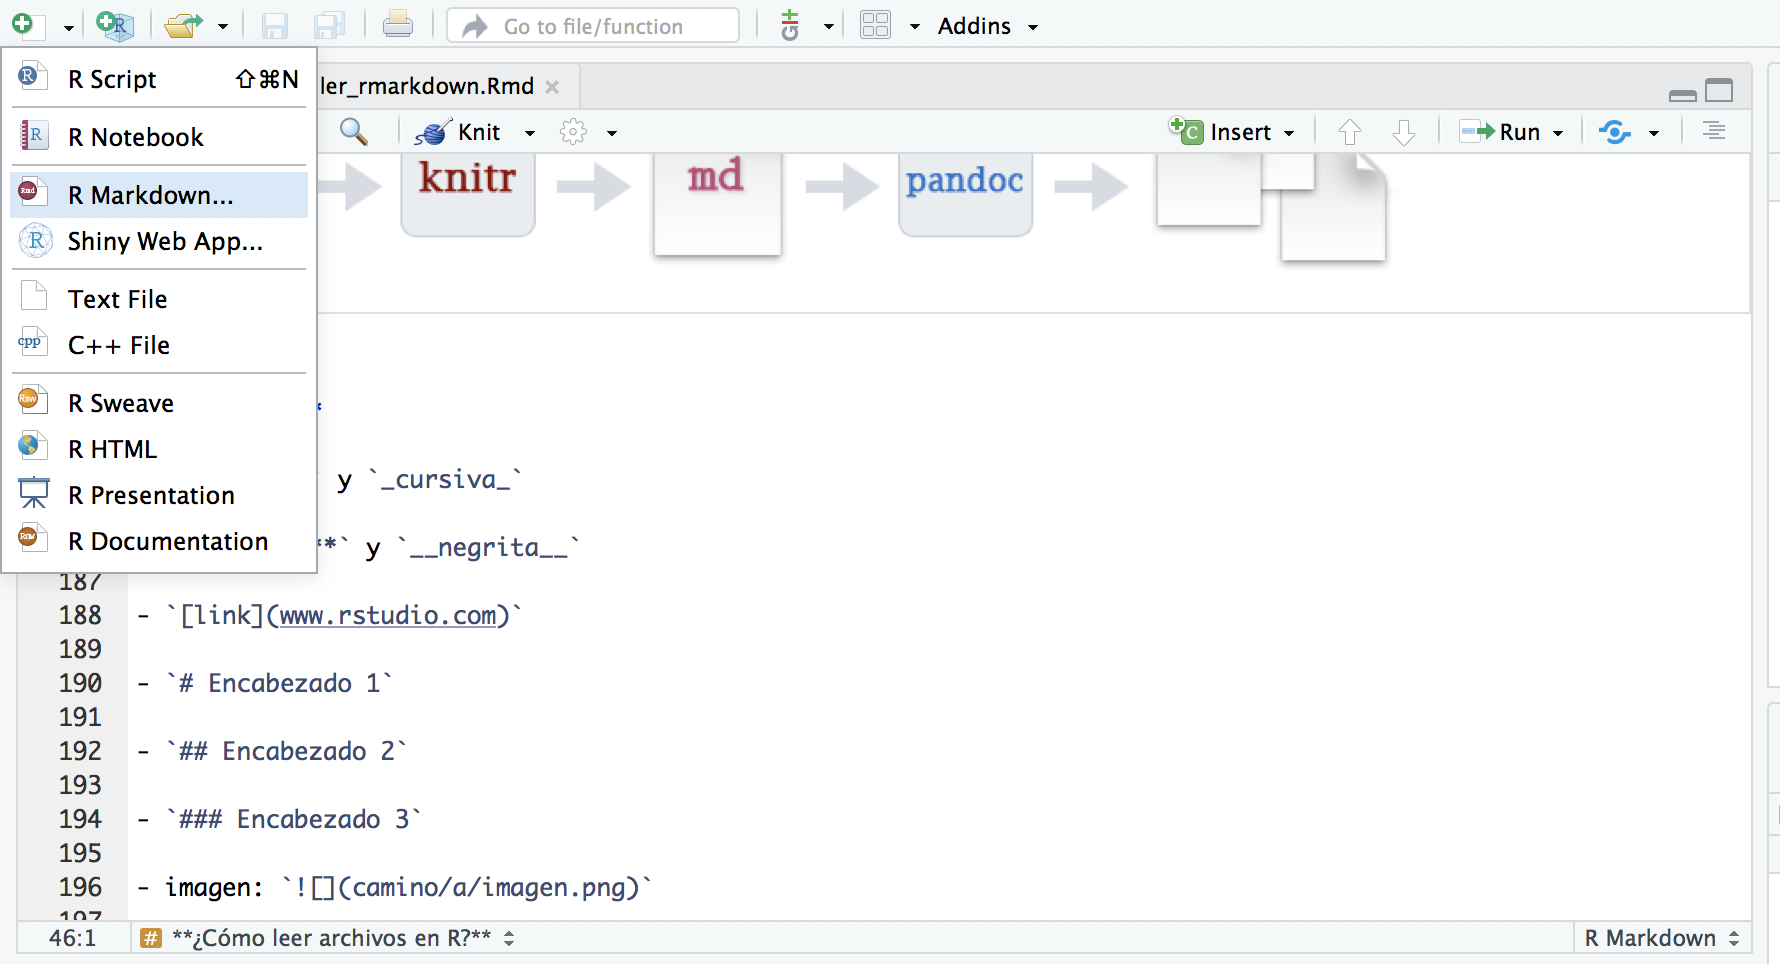 Go to file/function
Addins
R Script ⇧⌘N
R Notebook
R Markdown...
Shiny Web App...
Text File
C++ File
R Sweave
R HTML
R Presentation
R Documentation
ler_rmarkdown.Rmd
Knit
Insert
Run
knitr
md
pandoc
*
` y `_cursiva_`
**` y `__negrita__`
187
188 - `[link](www.rstudio.com)`
189
190 - `# Encabezado 1`
191
192 - `## Encabezado 2`
193
194 - `### Encabezado 3`
195
196 - imagen: `![](camino/a/imagen.png)`
197
46:1 # **¿Cómo leer archivos en R?** R Markdown